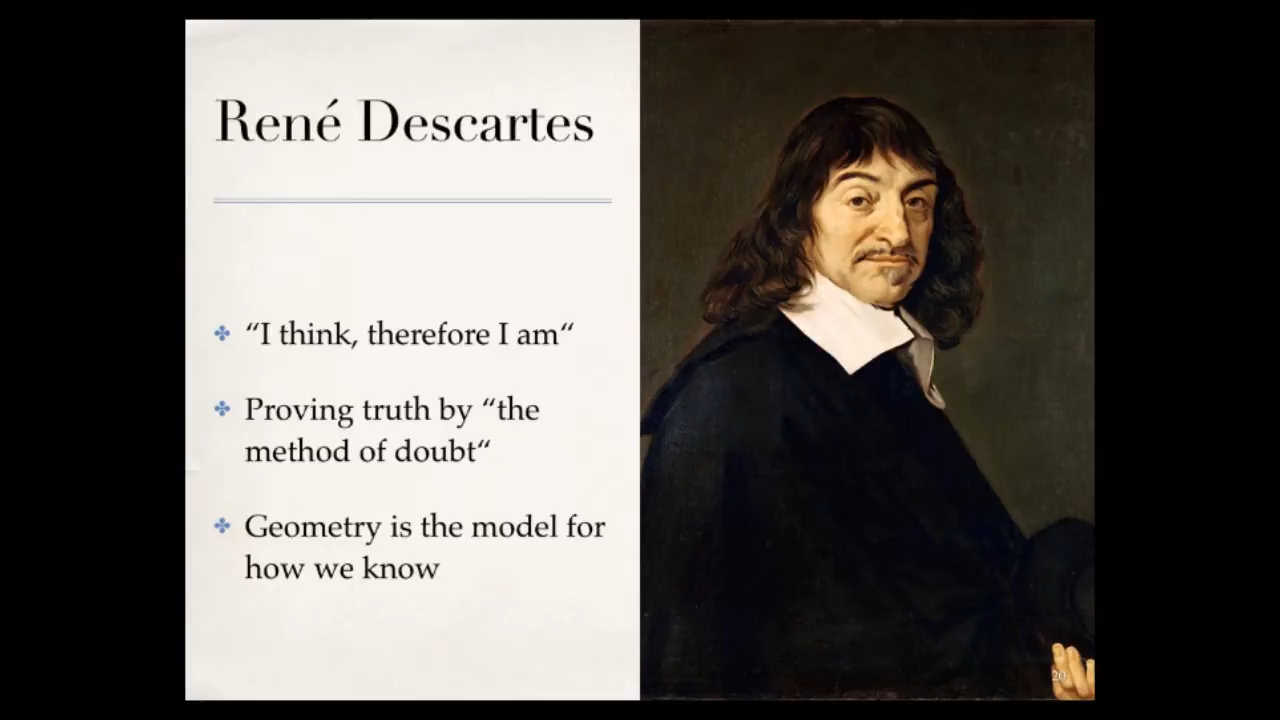 René Descartes
“I think, therefore I am“
Proving truth by “the
method of doubt“
Geometry is the model for
how we know
20